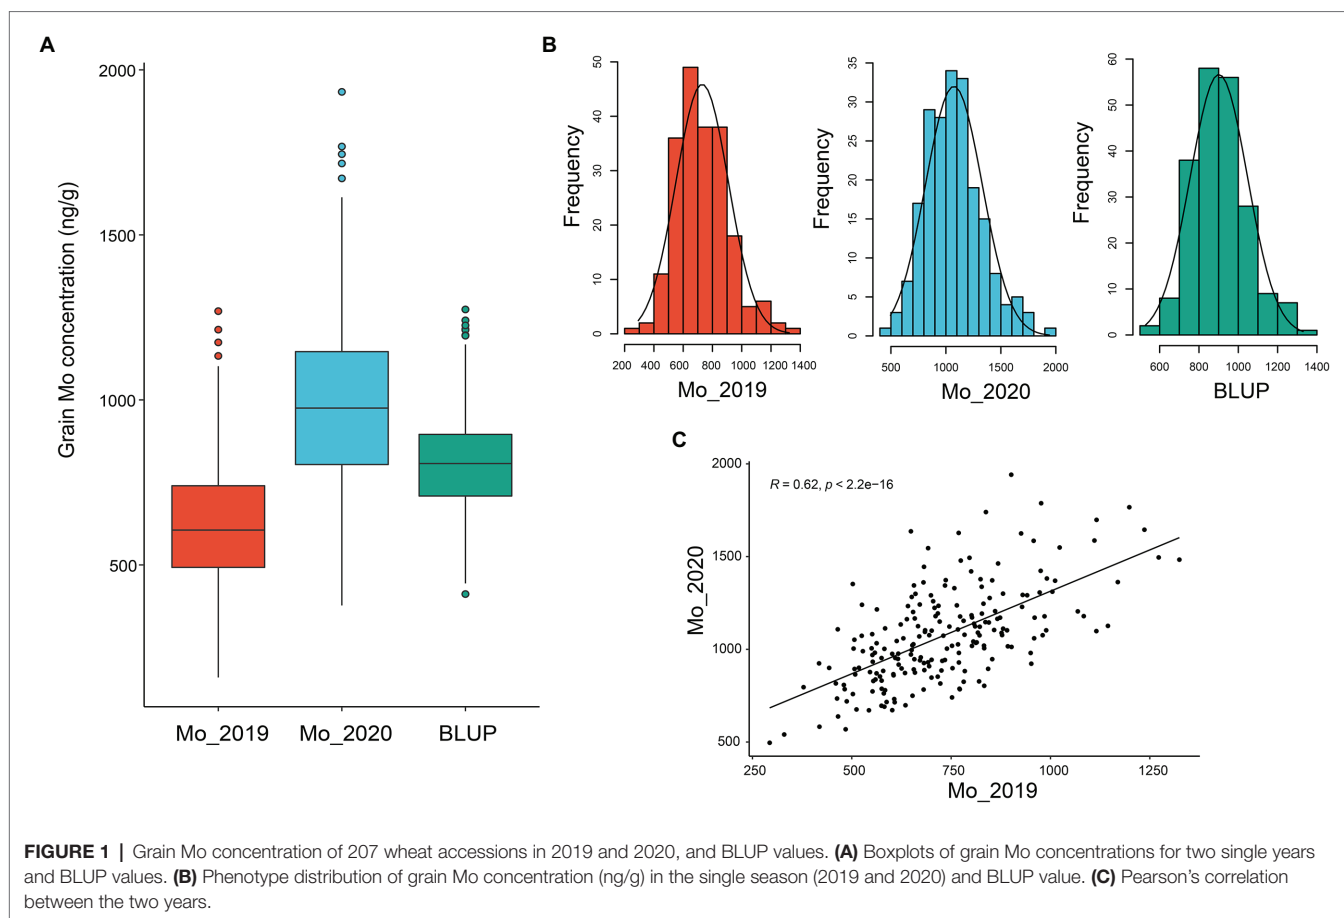 A
Grain Mo concentration (ng/g)
2000
1500
1000
500
Mo_2019 Mo_2020 BLUP
B
Frequency
50
40
30
20
10
0
200 400 600 800 1000 1200 1400
Mo_2019
Frequency
35
30
25
20
15
10
5
0
500 1000 1500 2000
Mo_2020
Frequency
60
50
40
30
20
10
0
600 800 1000 1200 1400
BLUP
C
R = 0.62, p < 2.2e−16
Mo_2020
2000
1500
1000
500
250 500 750 1000 1250
Mo_2019
FIGURE 1 | Grain Mo concentration of 207 wheat accessions in 2019 and 2020, and BLUP values. (A) Boxplots of grain Mo concentrations for two single years
and BLUP values. (B) Phenotype distribution of grain Mo concentration (ng/g) in the single season (2019 and 2020) and BLUP value. (C) Pearson's correlation
between the two years.